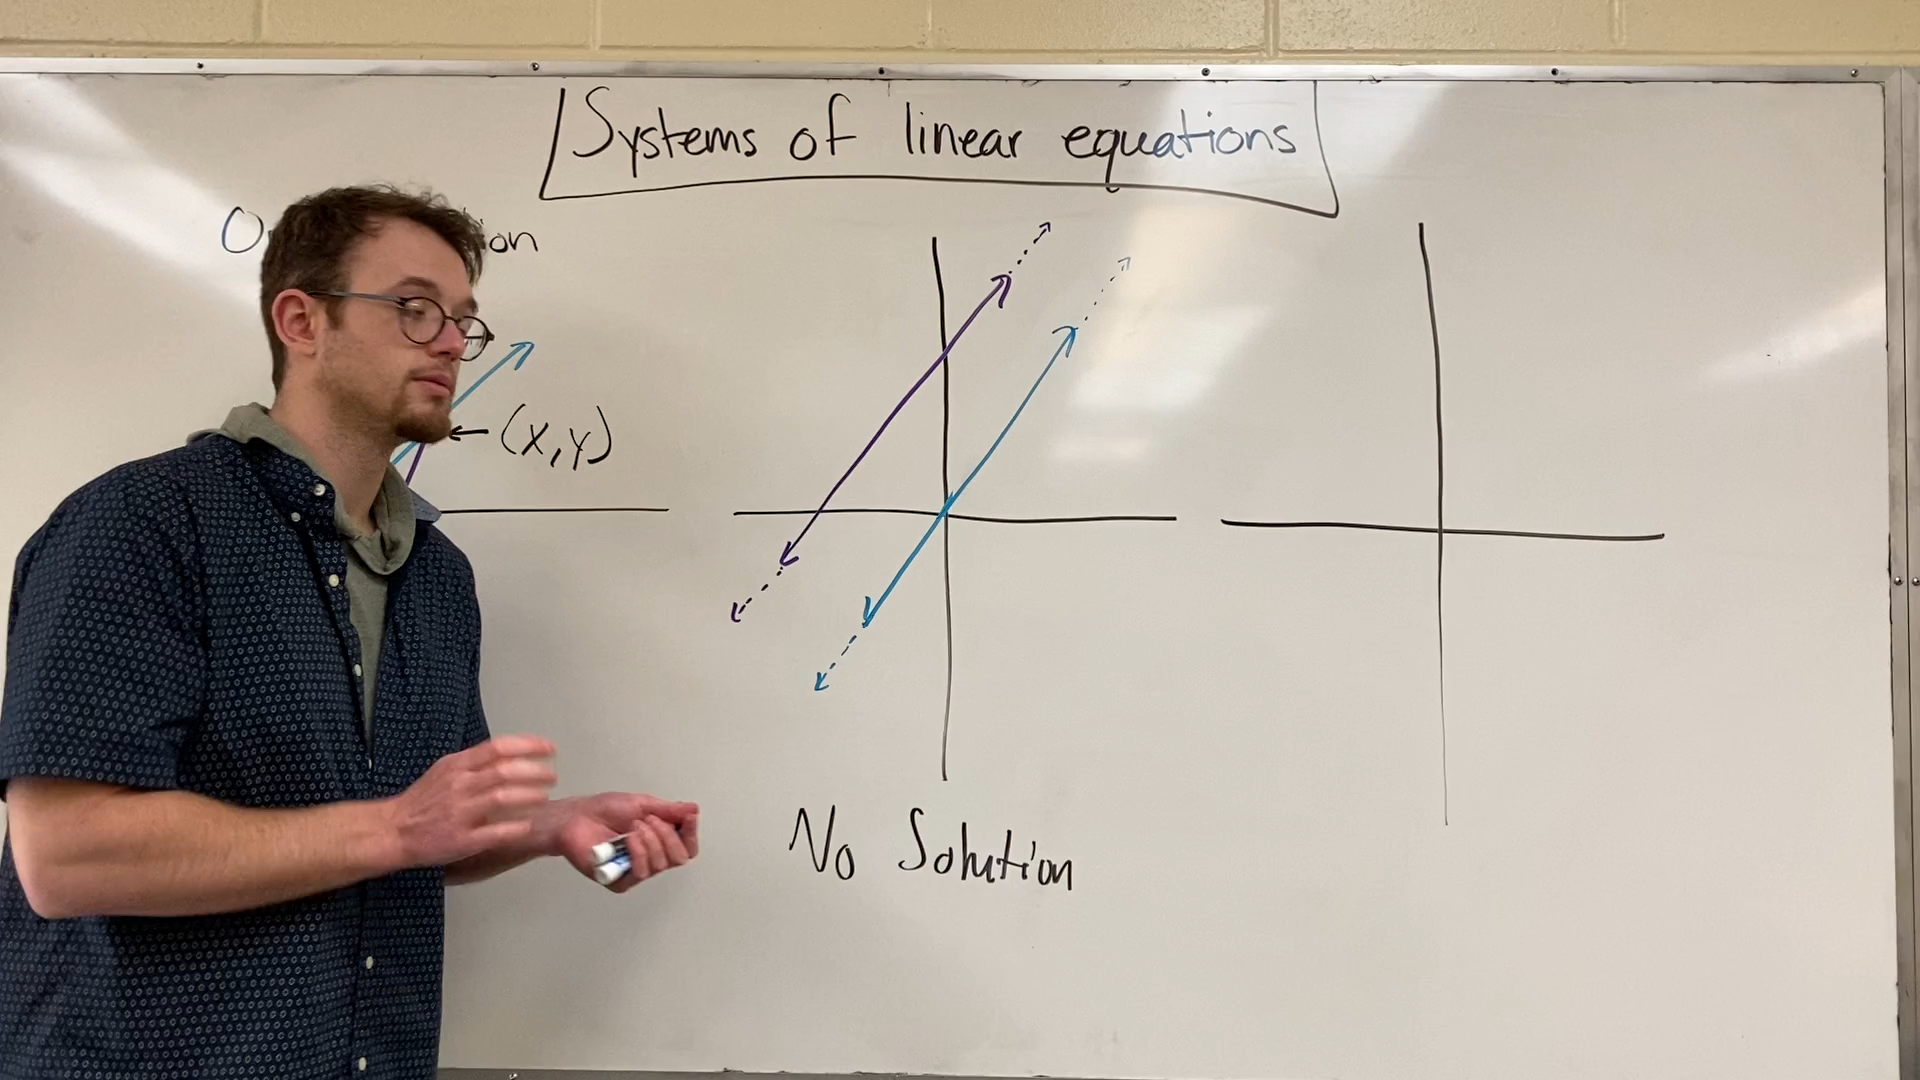 Systems of linear equations
(x,y)
No Solution